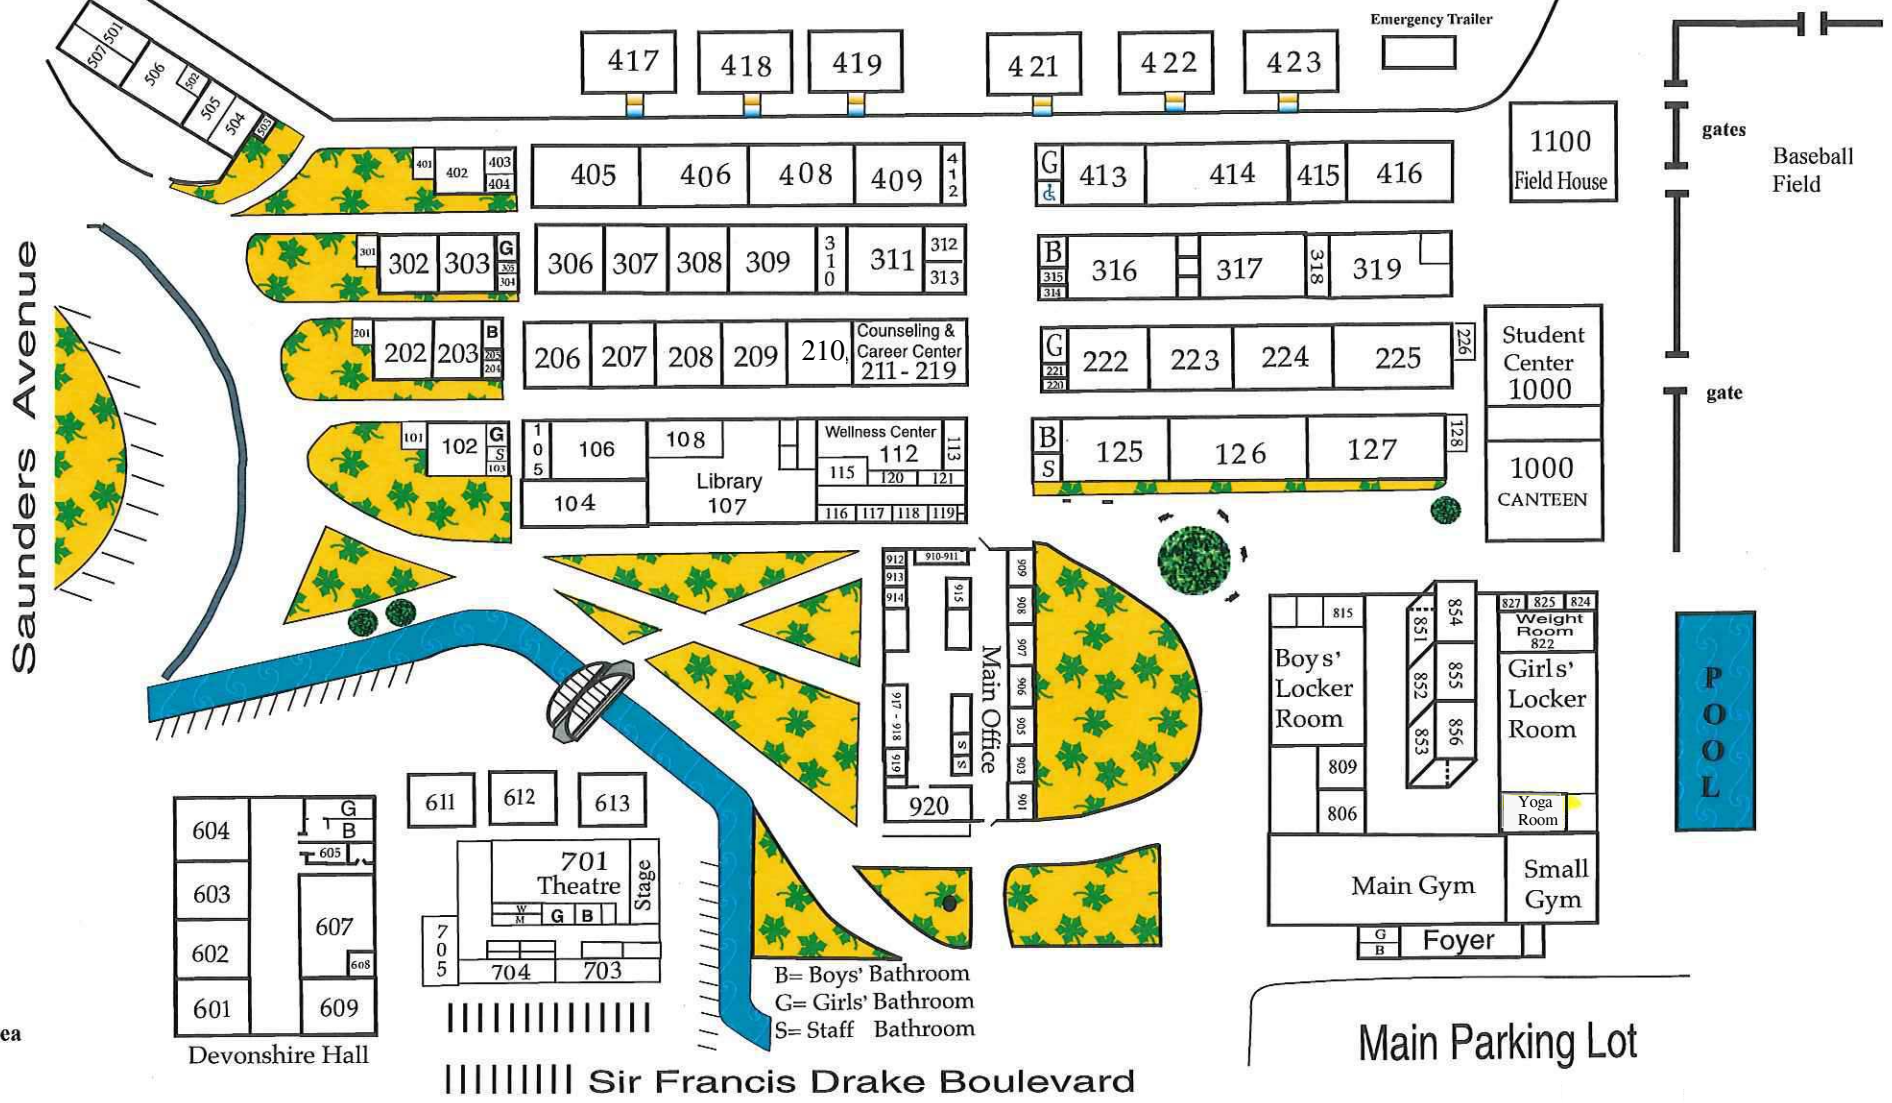 Emergency Trailer
501
507
506
502
505
504
503
417
418
419
421
422
423
1100
Field House
gates
Baseball
Field
401
402
403
404
405
406
408
409
412
G
413
414
415
416
Saunders Avenue
301
302
303
G
305
304
306
307
308
309
310
311
312
313
B
315
314
316
317
318
319
201
202
203
B
205
204
206
207
208
209
210,
Counseling &
Career Center
211 - 219
G
221
220
222
223
224
225
226
Student
Center
1000
gate
101
102
G
S
103
105
106
104
108
Library
107
Wellness Center
112
113
115
120
121
116
117
118
119
B
S
125
126
127
128
1000
CANTEEN
912
913
914
910-911
915
917 - 918
919
S
S
920
Main Office
909
908
907
906
905
903
901
815
Boys’
Locker
Room
809
806
851
852
853
854
855
856
827
825
824
Weight
Room
822
Girls’
Locker
Room
Yoga
Room
Main Gym
Small
Gym
G
B
Foyer
POOL
604
603
602
601
G
B
605
607
608
609
Devonshire Hall
611
612
613
701
Theatre
Stage
W
M
G
B
705
704
703
B= Boys’ Bathroom
G= Girls’ Bathroom
S= Staff Bathroom
ea
Main Parking Lot
Sir Francis Drake Boulevard